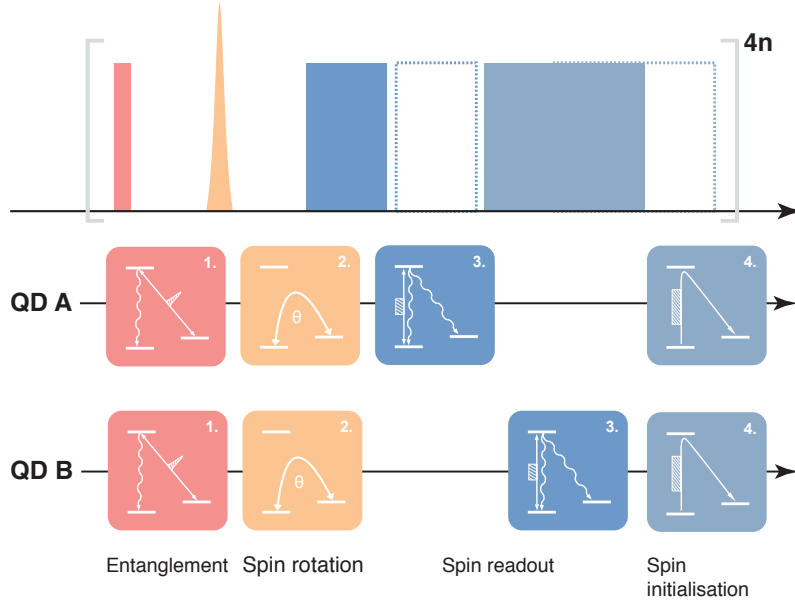 4n
QD A
1.
2.
θ
3.
4.
QD B
1.
2.
θ
3.
4.
Entanglement
Spin rotation
Spin readout
Spin
initialisation